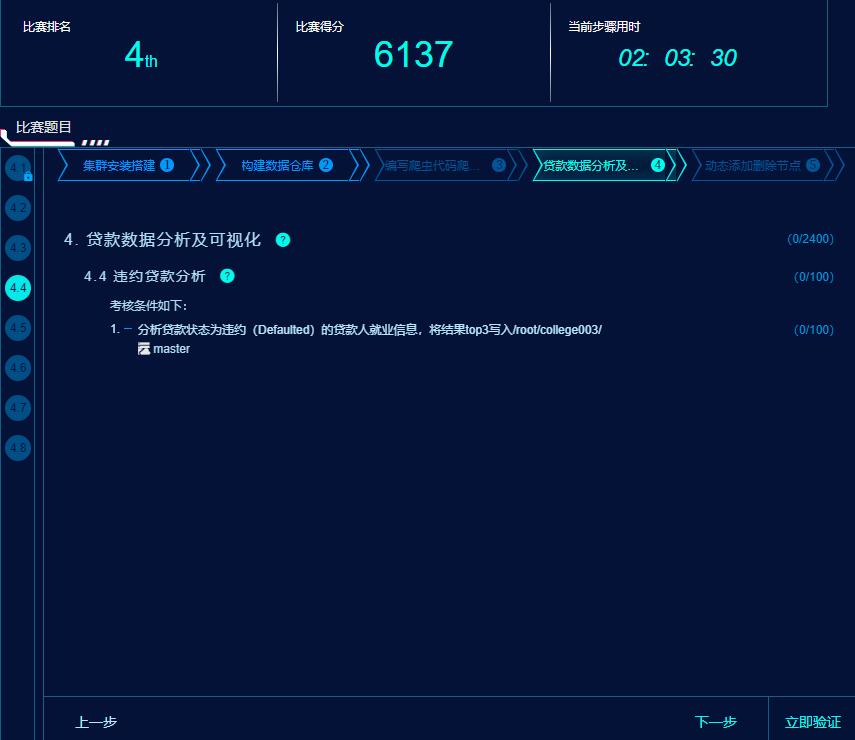 比赛排名
4th
比赛得分
6137
当前步骤用时
02: 03: 30
比赛题目
集群安装搭建 1
构建数据仓库 2
编写爬虫代码爬... 3
贷款数据分析及... 4
动态添加删除节点 5
4.1
4.2
4.3
4.4
4.5
4.6
4.7
4.8
4. 贷款数据分析及可视化 ?
(0/2400)
4.4 违约贷款分析 ?
(0/100)
考核条件如下：
1. 分析贷款状态为违约（Defaulted）的贷款人就业信息，将结果top3写入/root/college003/
(0/100)
master
上一步
下一步
立即验证